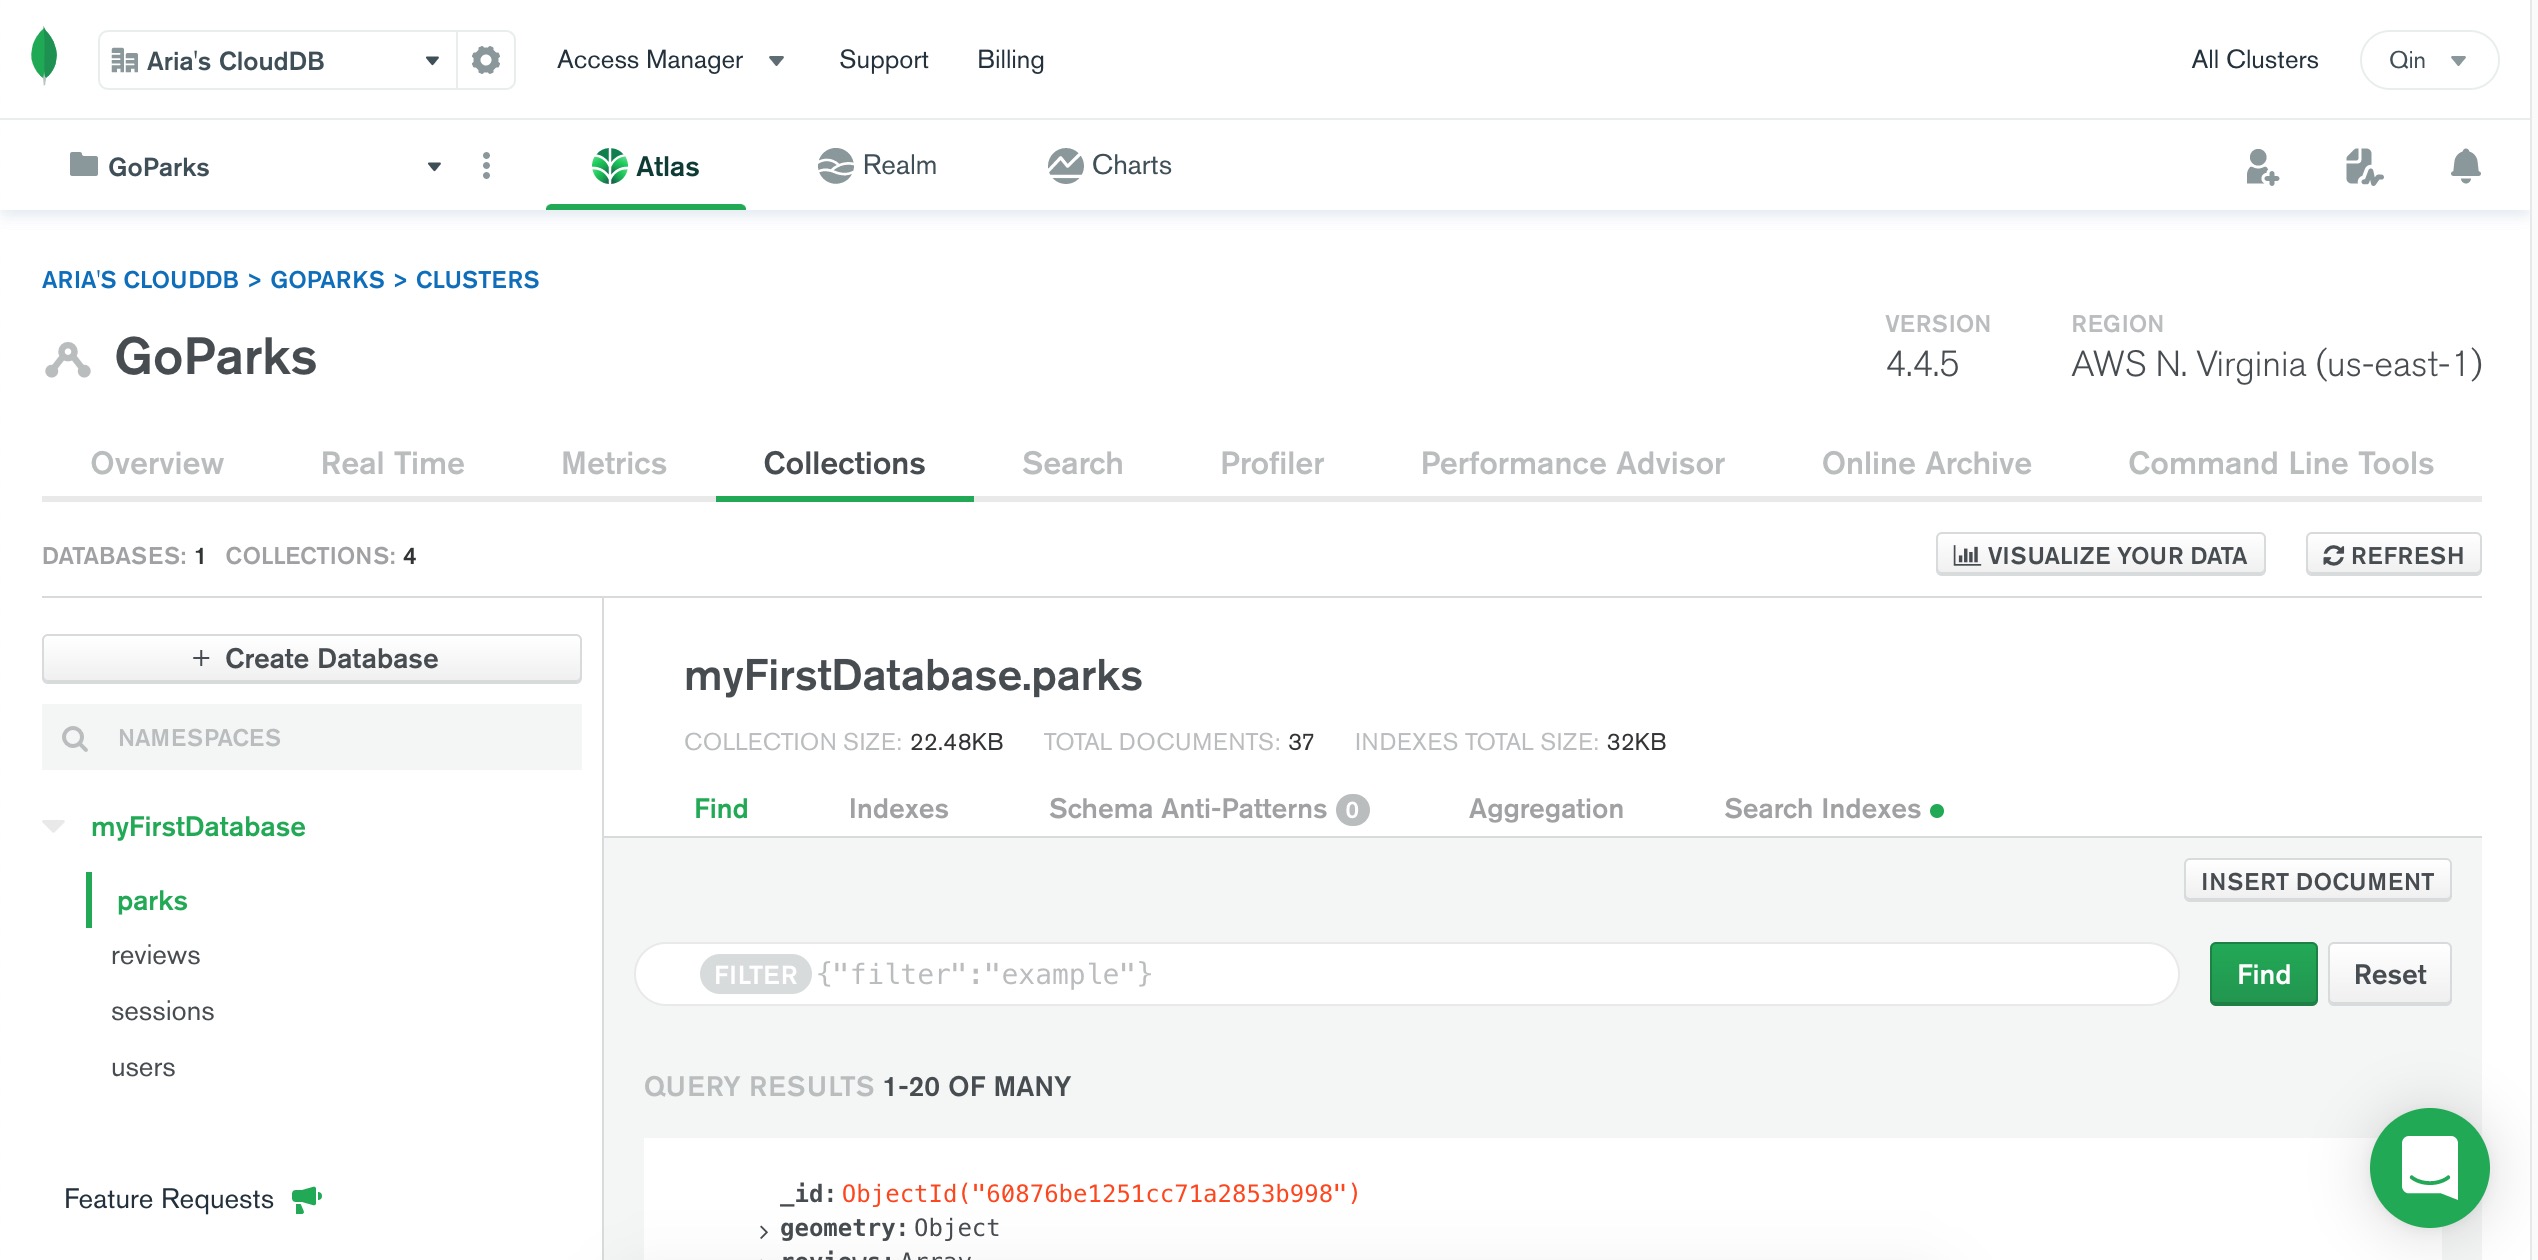 Aria's CloudDB Access Manager Support Billing All Clusters Qin
GoParks Atlas Realm Charts
ARIA'S CLOUDDB > GOPARKS > CLUSTERS
VERSION REGION
GoParks 4.4.5 AWS N. Virginia (us-east-1)
Overview Real Time Metrics Collections Search Profiler Performance Advisor Online Archive Command Line Tools
DATABASES: 1 COLLECTIONS: 4 VISUALIZE YOUR DATA REFRESH
+ Create Database
NAMESPACES
myFirstDatabase
parks
reviews
sessions
users
Feature Requests
myFirstDatabase.parks
COLLECTION SIZE: 22.48KB TOTAL DOCUMENTS: 37 INDEXES TOTAL SIZE: 32KB
Find Indexes Schema Anti-Patterns 0 Aggregation Search Indexes
INSERT DOCUMENT
FILTER {"filter":"example"} Find Reset
QUERY RESULTS 1-20 OF MANY
_id: ObjectId("60876be1251cc71a2853b998")
> geometry: Object
reviews: Array